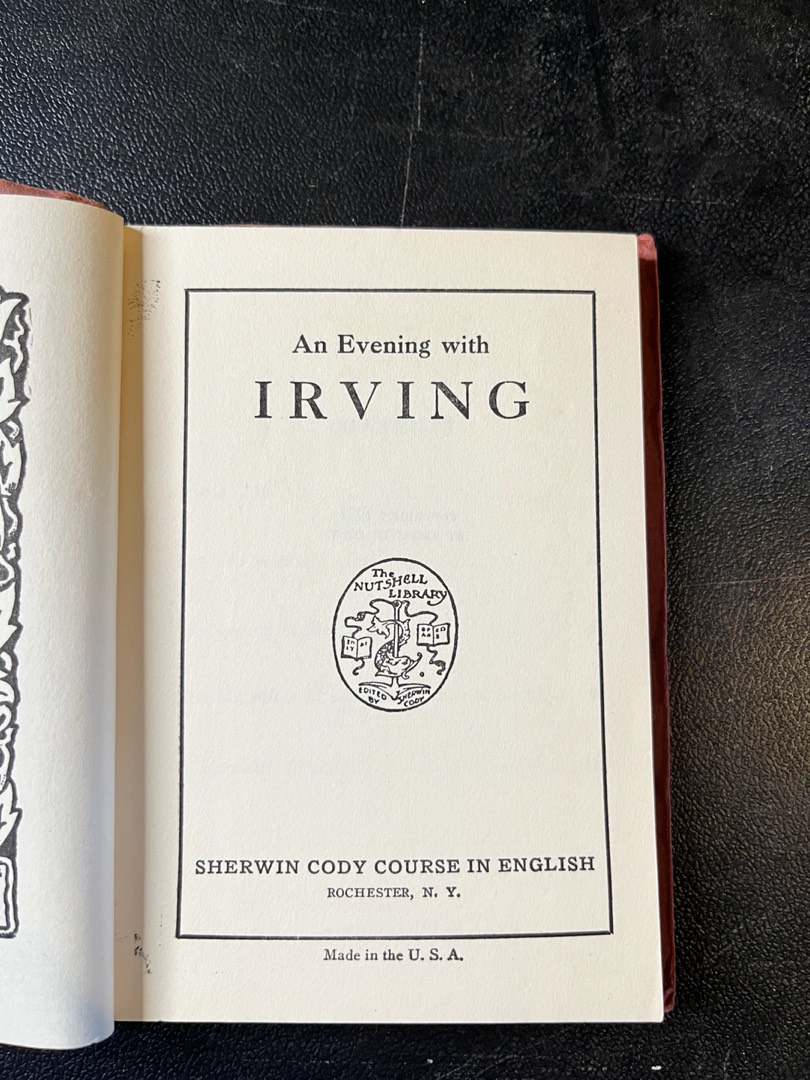 An Evening with
IRVING
The
NUTSHELL
LIBRARY
EDITED SHERWIN
BY CODY
SHERWIN CODY COURSE IN ENGLISH
ROCHESTER, N. Y.
Made in the U. S. A.